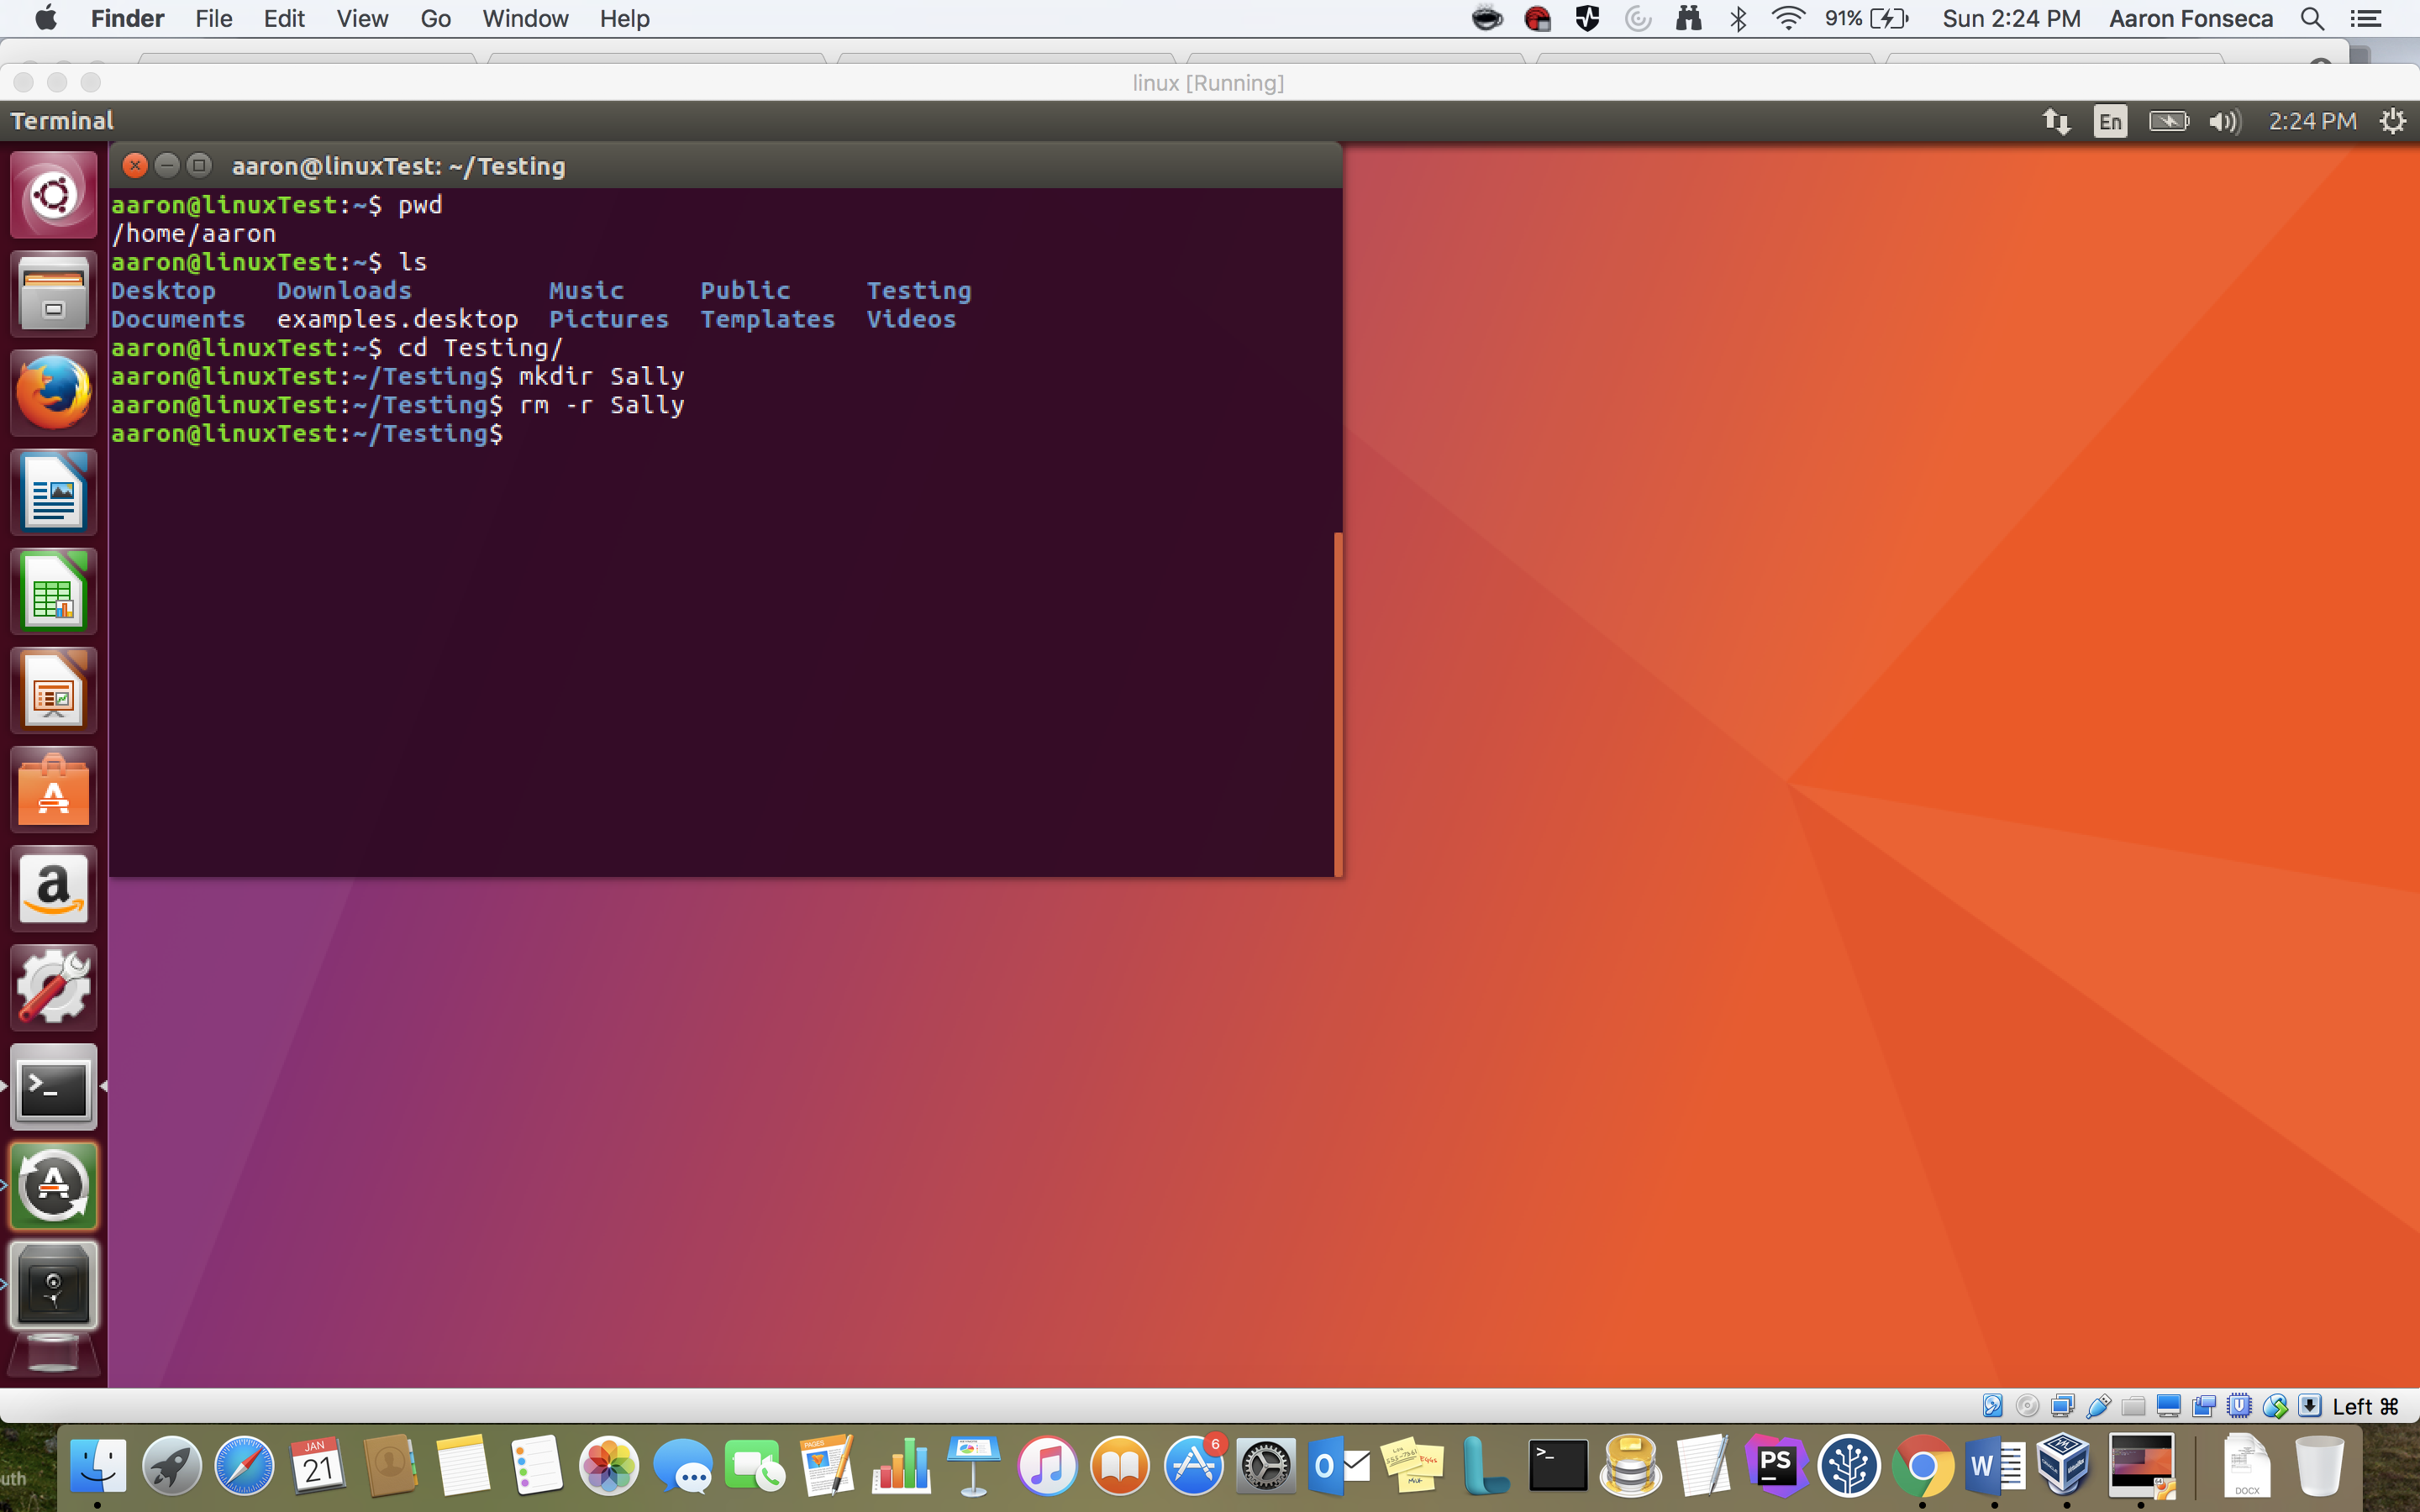 Finder File Edit View Go Window Help 91% Sun 2:24 PM Aaron Fonseca
linux [Running]
Terminal En 2:24 PM
aaron@linuxTest: ~/Testing
aaron@linuxTest:~$ pwd
/home/aaron
aaron@linuxTest:~$ ls
Desktop Downloads Music Public Testing
Documents examples.desktop Pictures Templates Videos
aaron@linuxTest:~$ cd Testing/
aaron@linuxTest:~/Testing$ mkdir Sally
aaron@linuxTest:~/Testing$ rm -r Sally
aaron@linuxTest:~/Testing$
a
>_
Left ⌘
uth
JAN
21
PAGES
6
O
>_
PS
W
DOCX